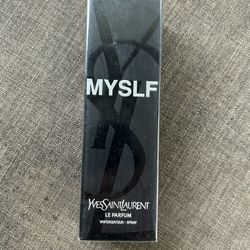 MYSLF
YVESSAINTLAURENT
LE PARFUM
VAPORISATEUR - SPRAY